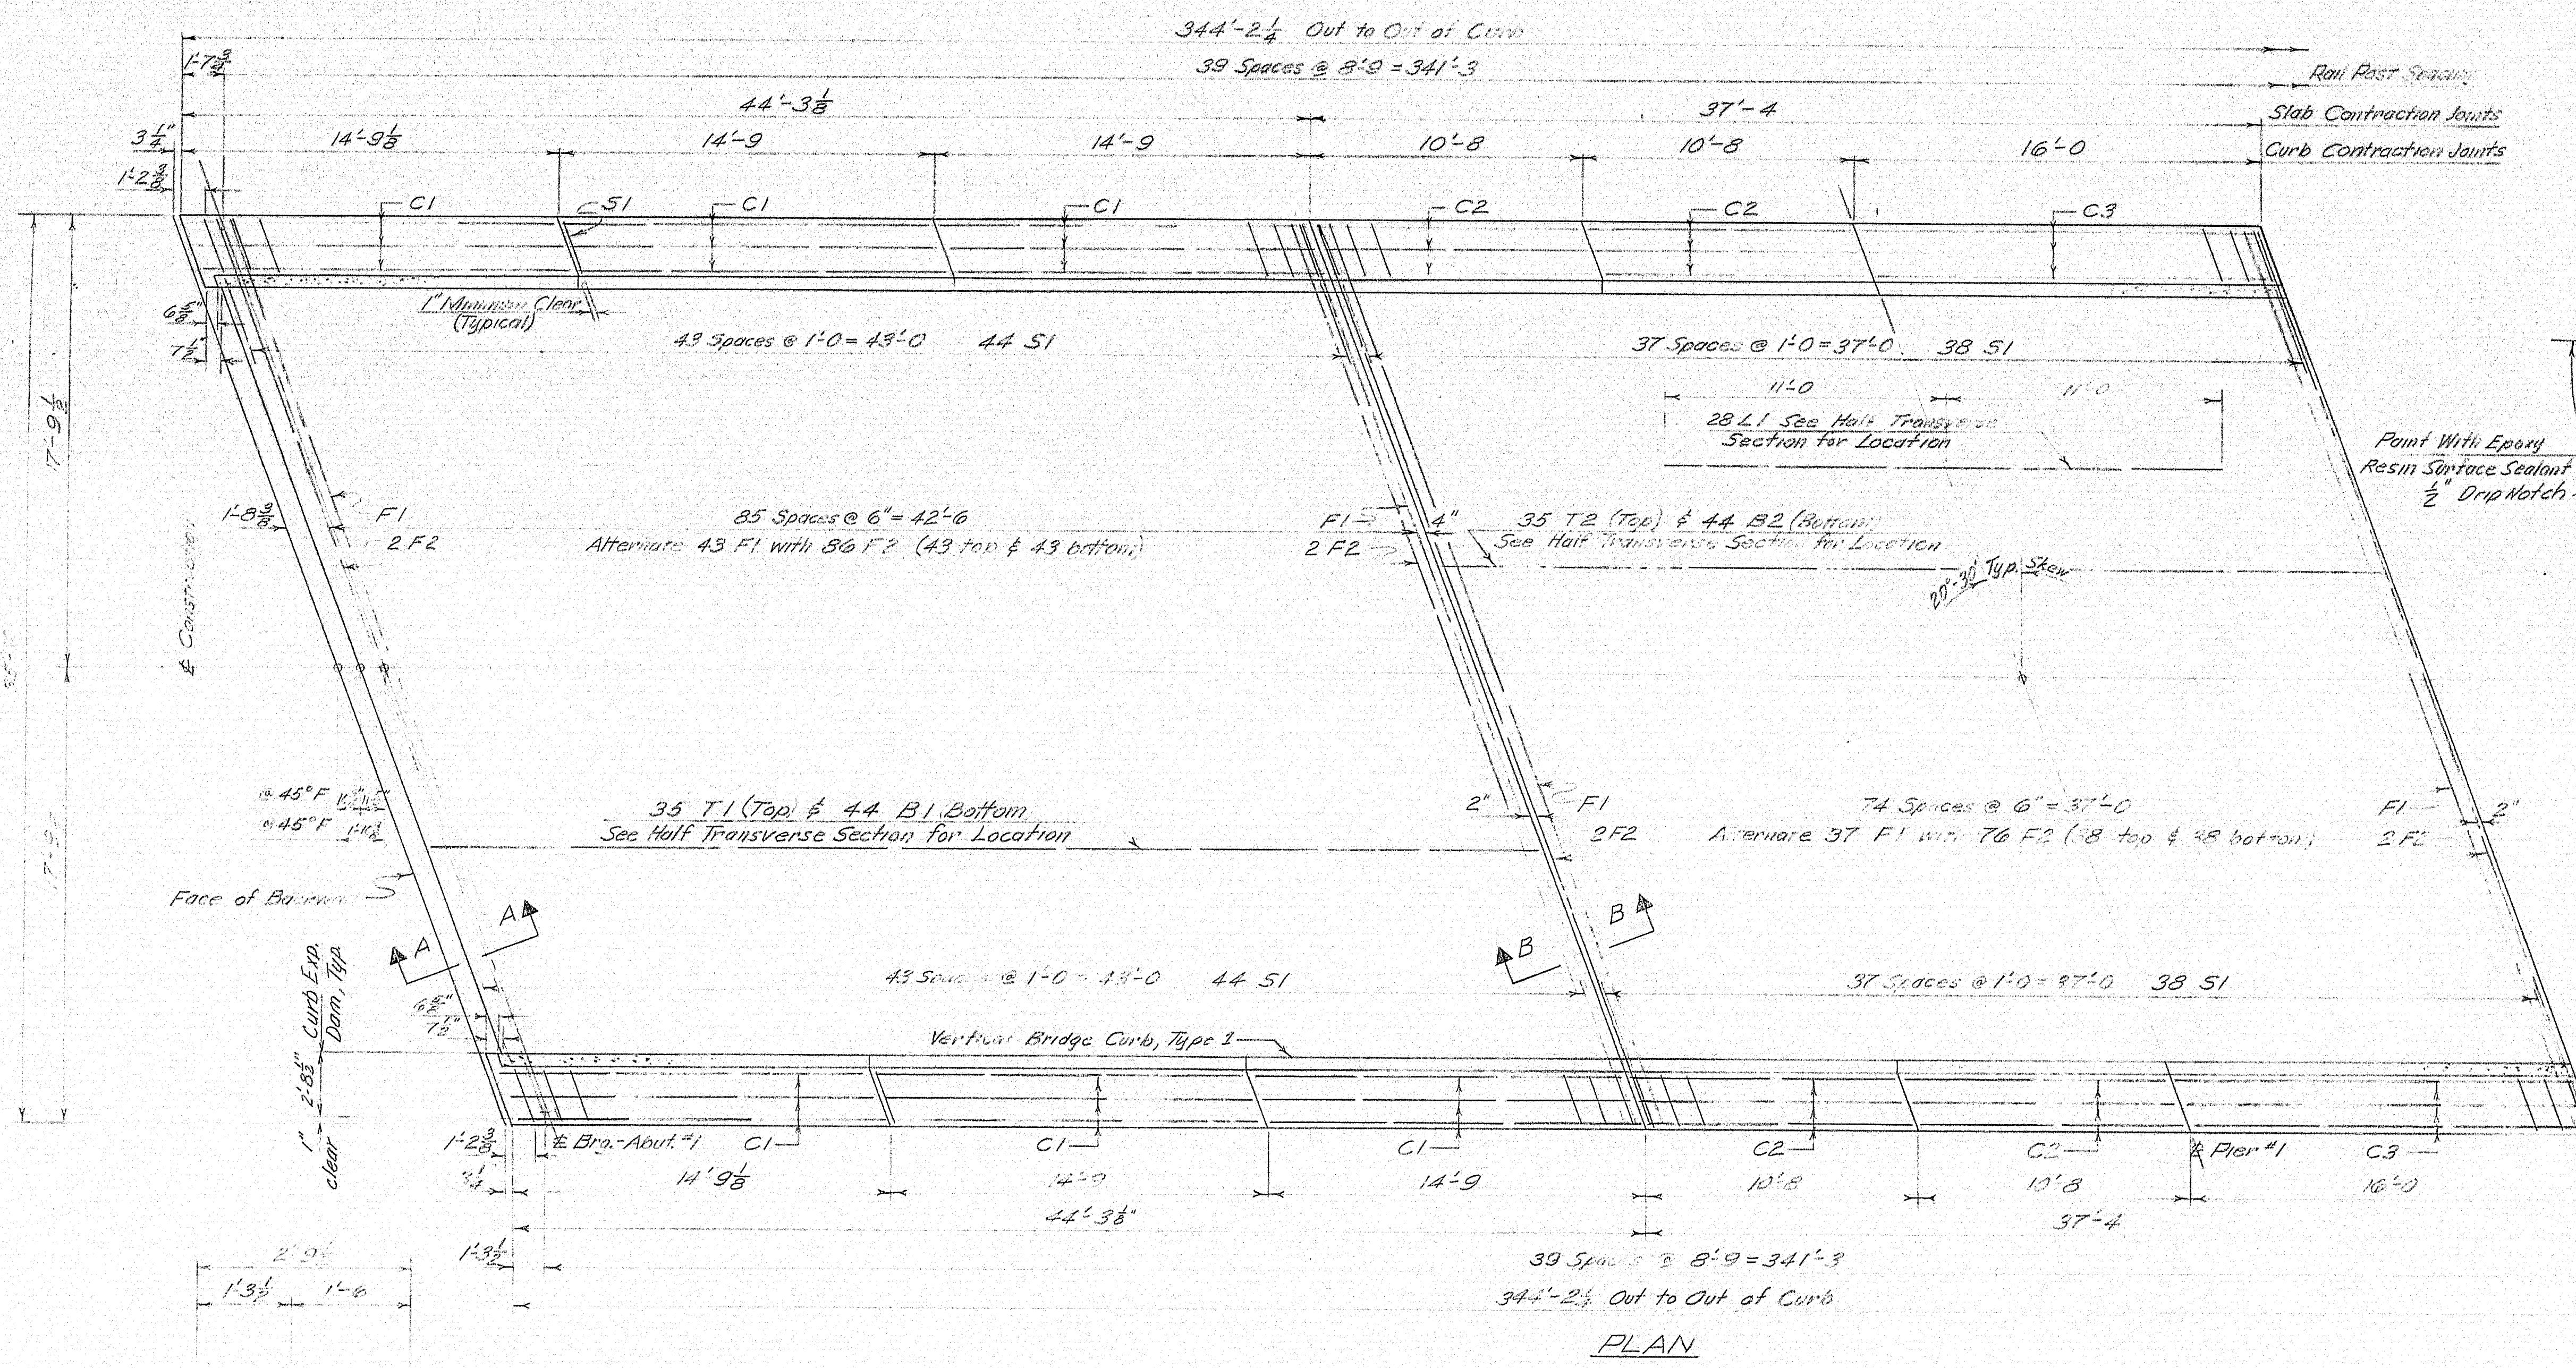 344'-2 1/4 Out to Out of Curb
1'-7 3/4
39 Spaces @ 8'-9 = 341'-3
Rail Post Spacing
44'-3 1/8
37'-4
Slab Contraction Joints
3 1/4"
14'-9 1/8
14'-9
14'-9
10'-8
10'-8
16'-0
Curb Contraction Joints
1'-2 3/8
C1
S1
C1
C1
C2
C2
C3
1" Minimum Clear
(Typical)
6 5/8"
7 1/2"
43 Spaces @ 1'-0 = 43'-0 44 S1
37 Spaces @ 1'-0 = 37'-0 38 S1
11'-0
11'-0
28 L1 See Half Transverse
Section for Location
17'-9 1/2
Paint With Epoxy
Resin Surface Sealant
1/2" Drip Notch
1'-8 3/8
F1
2 F2
85 Spaces @ 6" = 42'-6
Alternate 43 F1 with 86 F2 (43 top & 43 bottom)
F1
2 F2
4"
35 T2 (Top) & 44 B2 (Bottom)
See Half Transverse Section for Location
20°-30' Typ. Skew
℄ Construction
@ 45°F
@ 45°F
35 T1 (Top) & 44 B1 Bottom
See Half Transverse Section for Location
2"
F1
2 F2
74 Spaces @ 6" = 37'-0
Alternate 37 F1 with 76 F2 (38 top & 38 bottom)
F1
2 F2
2"
Face of
A
A
B
B
Curb Exp.
Dam, Typ.
2'-8 1/2"
1"
clear
43 Spaces @ 1'-0 = 43'-0 44 S1
37 Spaces @ 1'-0 = 37'-0 38 S1
7 1/2"
Vertical Bridge Curb, Type 1
1'-2 3/8
℄ Brg.-Abut. #1
C1
C1
C1
C2
C2
℄ Pier #1
C3
14'-9 1/8
14'-9
14'-9
10'-8
10'-8
16'-0
44'-3 1/8"
37'-4
1'-3 1/2
39 Spaces @ 8'-9 = 341'-3
1'-3 1/2
1'-6
344'-2 1/4 Out to Out of Curb
PLAN